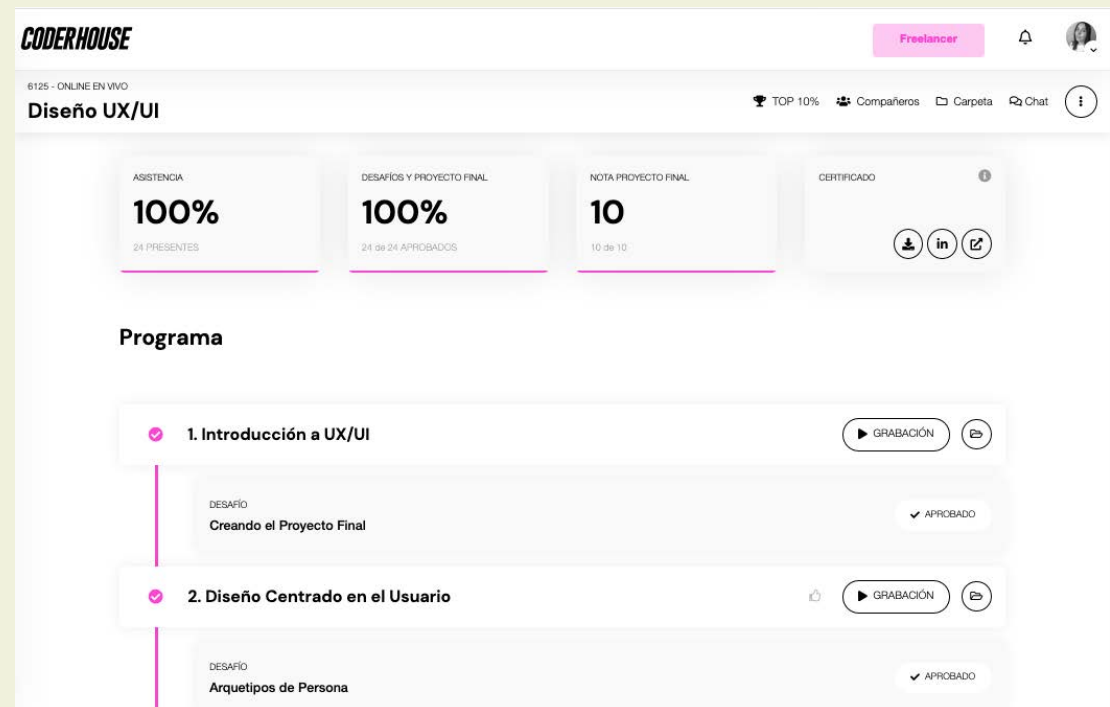 CODERHOUSE
Freelancer
6125 - ONLINE EN VIVO
Diseño UX/UI
TOP 10%
Compañeros
Carpeta
Chat
ASISTENCIA
100%
24 PRESENTES
DESAFÍOS Y PROYECTO FINAL
100%
24 de 24 APROBADOS
NOTA PROYECTO FINAL
10
10 de 10
CERTIFICADO
in
Programa
1. Introducción a UX/UI
GRABACIÓN
DESAFÍO
Creando el Proyecto Final
APROBADO
2. Diseño Centrado en el Usuario
GRABACIÓN
DESAFÍO
Arquetipos de Persona
APROBADO